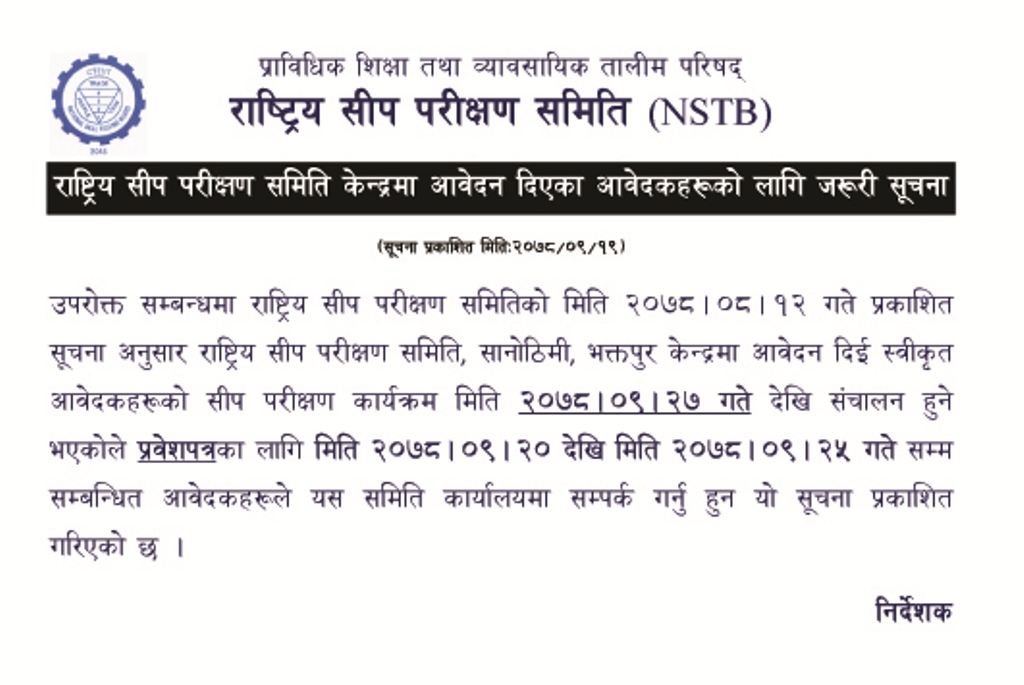 प्राविधिक शिक्षा तथा व्यावसायिक तालीम परिषद्
राष्ट्रिय सीप परीक्षण समिति (NSTB)
राष्ट्रिय सीप परीक्षण समिति केन्द्रमा आवेदन दिएका आवेदकहरूको लागि जरूरी सूचना
(सूचना प्रकाशित मितिः२०७८/०९/१९)
उपरोक्त सम्बन्धमा राष्ट्रिय सीप परीक्षण समितिको मिति २०७८।०८।१२ गते प्रकाशित
सूचना अनुसार राष्ट्रिय सीप परीक्षण समिति, सानोठिमी, भक्तपुर केन्द्रमा आवेदन दिई स्वीकृत
आवेदकहरूको सीप परीक्षण कार्यक्रम मिति २०७८।०९।२७ गते देखि संचालन हुने
भएकोले प्रवेशपत्रका लागि मिति २०७८।०९।२० देखि मिति २०७८।०९।२५ गते सम्म
सम्बन्धित आवेदकहरूले यस समिति कार्यालयमा सम्पर्क गर्नु हुन यो सूचना प्रकाशित
गरिएको छ ।
निर्देशक